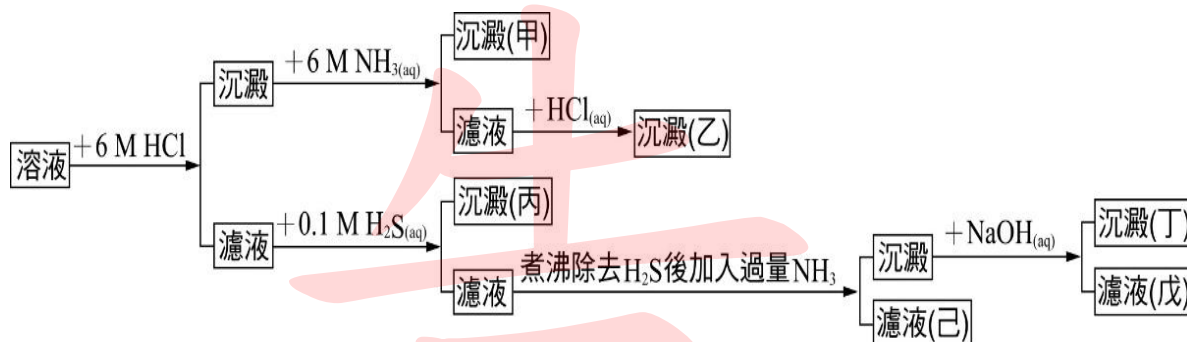 溶液
+6 M HCl
沉澱
+6 M NH₃(aq)
沉澱(甲)
濾液
+HCl(aq)
沉澱(乙)
濾液
+0.1 M H₂S(aq)
沉澱(丙)
濾液
煮沸除去H₂S後加入過量NH₃
沉澱
+NaOH(aq)
沉澱(丁)
濾液(戊)
濾液(己)